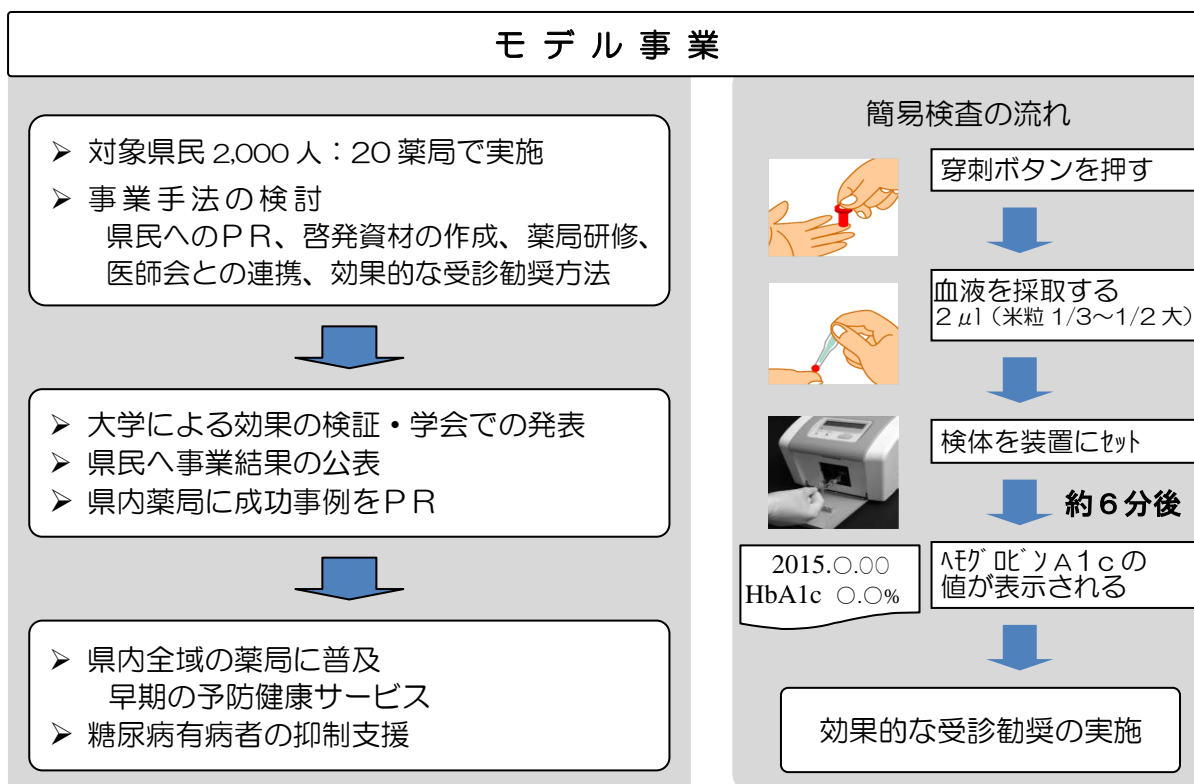 モデル事業
➢ 対象県民 2,000 人：20 薬局で実施
➢ 事業手法の検討
県民へのＰＲ、啓発資材の作成、薬局研修、
医師会との連携、効果的な受診勧奨方法
➢ 大学による効果の検証・学会での発表
➢ 県民へ事業結果の公表
➢ 県内薬局に成功事例をＰＲ
➢ 県内全域の薬局に普及
早期の予防健康サービス
➢ 糖尿病有病者の抑制支援
簡易検査の流れ
穿刺ボタンを押す
血液を採取する
2 μl（米粒 1/3～1/2 大）
検体を装置にｾｯﾄ
約６分後
2015.○.○○
HbA1c ○.○%
ﾍﾓｸﾞﾛﾋﾞﾝＡ１ｃの
値が表示される
効果的な受診勧奨の実施